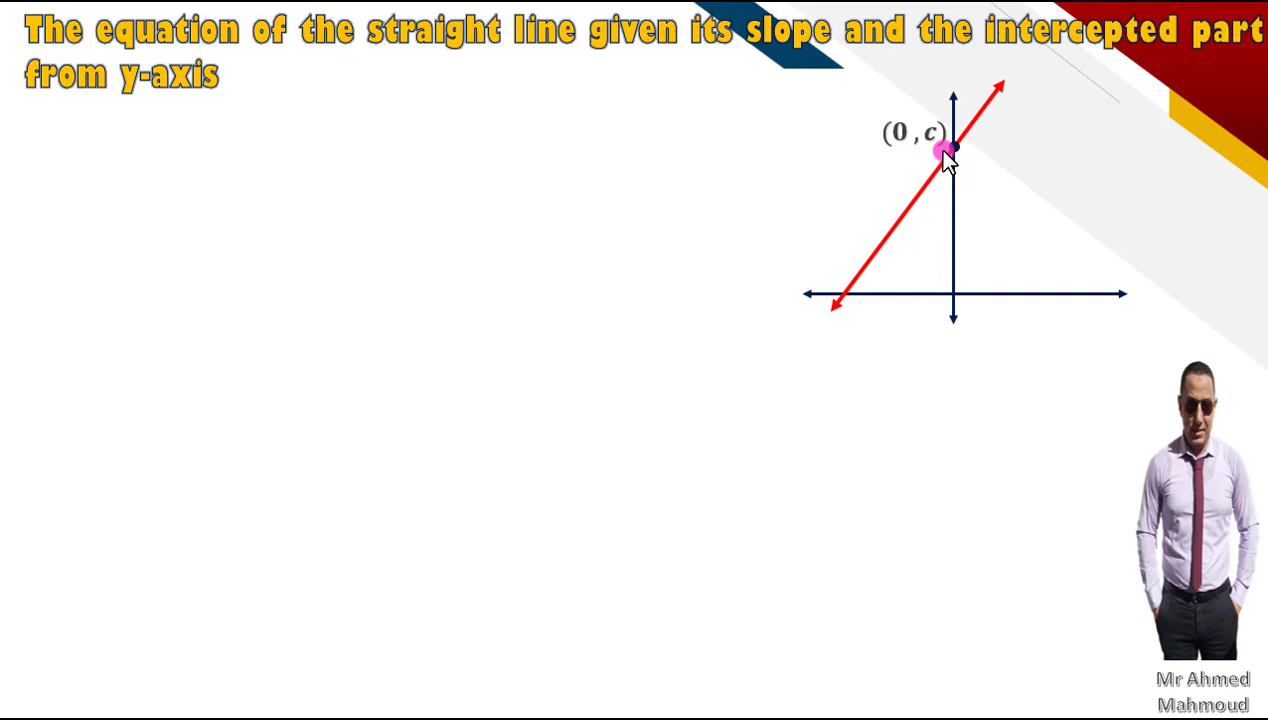 The equation of the straight line given its slope and the intercepted part
from y-axis
(0 , c)
Mr Ahmed
Mahmoud